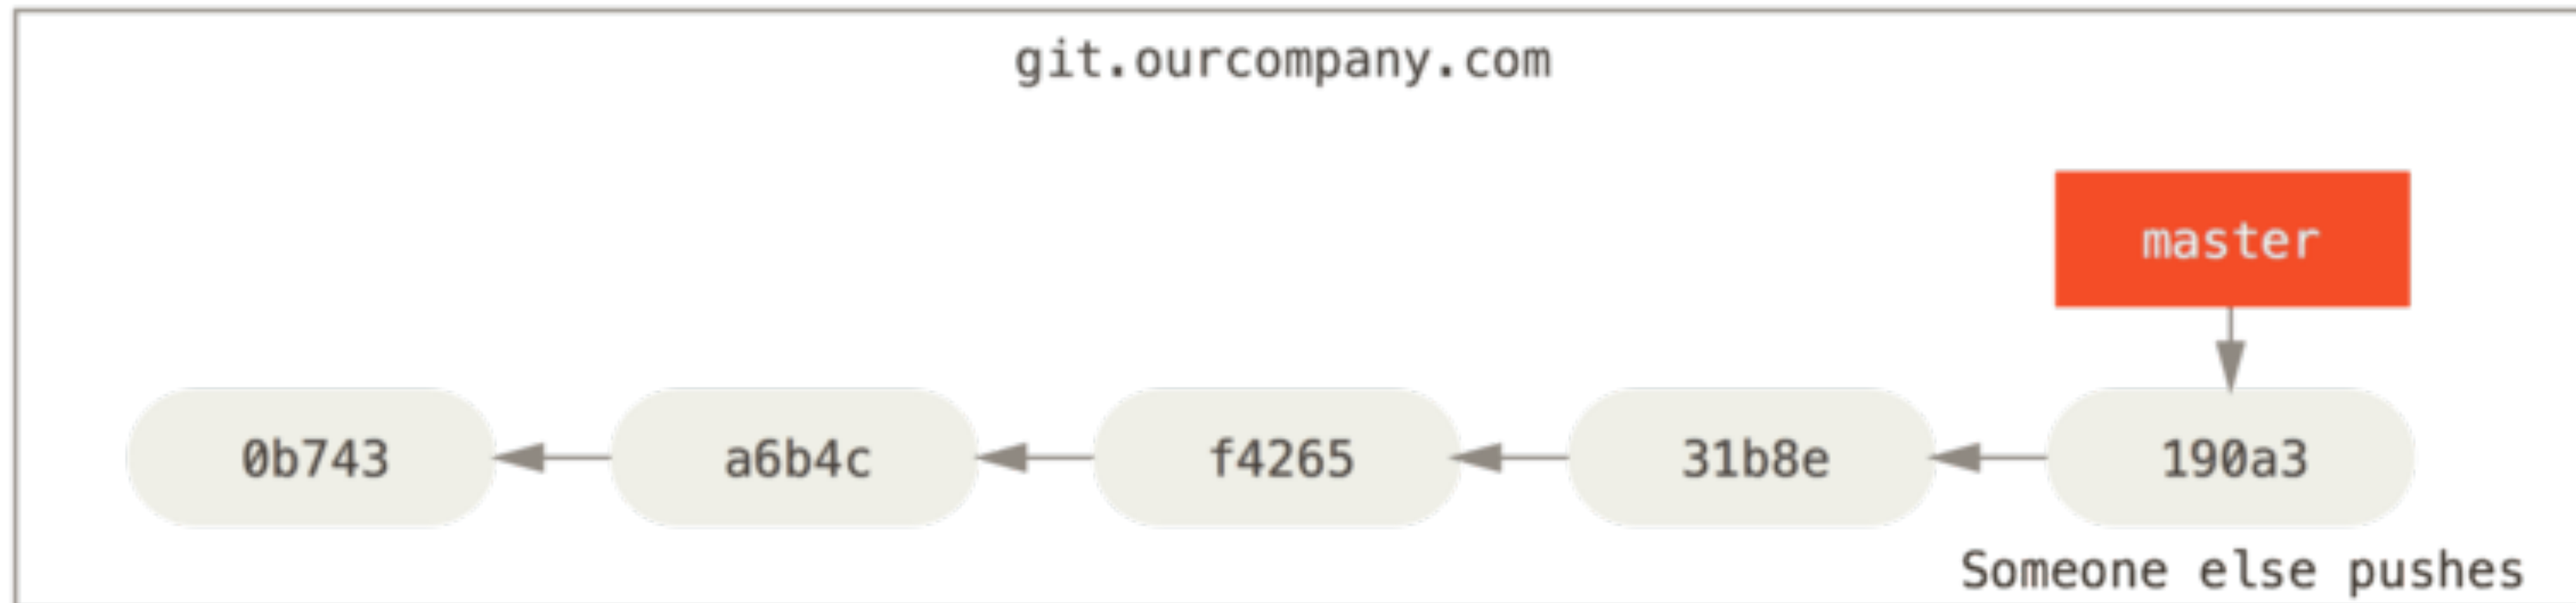 git.ourcompany.com
master
0b743 a6b4c f4265 31b8e 190a3
Someone else pushes